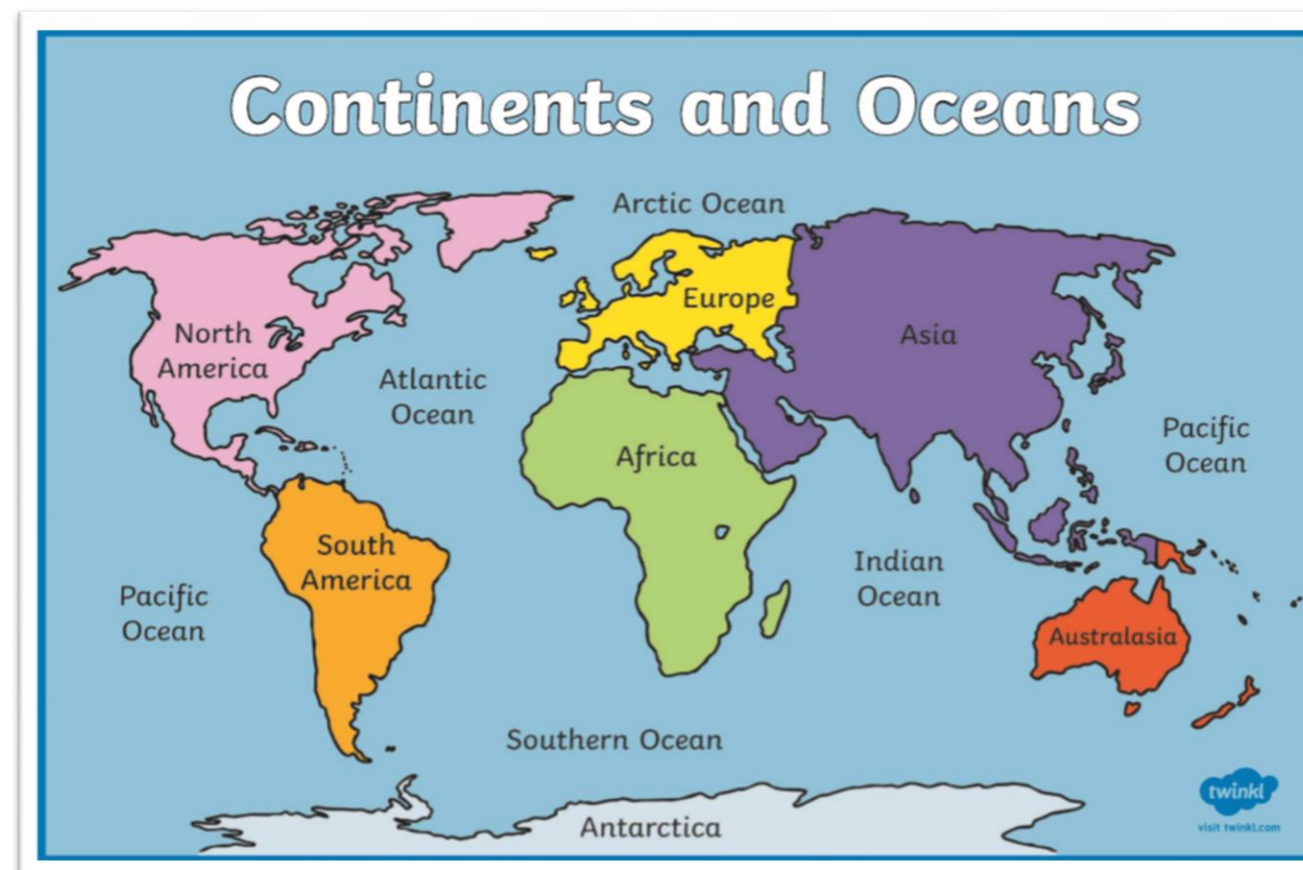 Continents and Oceans
Arctic Ocean
North
America
Europe
Asia
Atlantic
Ocean
Africa
Pacific
Ocean
South
America
Indian
Ocean
Pacific
Ocean
Australasia
Southern Ocean
Antarctica
twinkl
visit twinkl.com